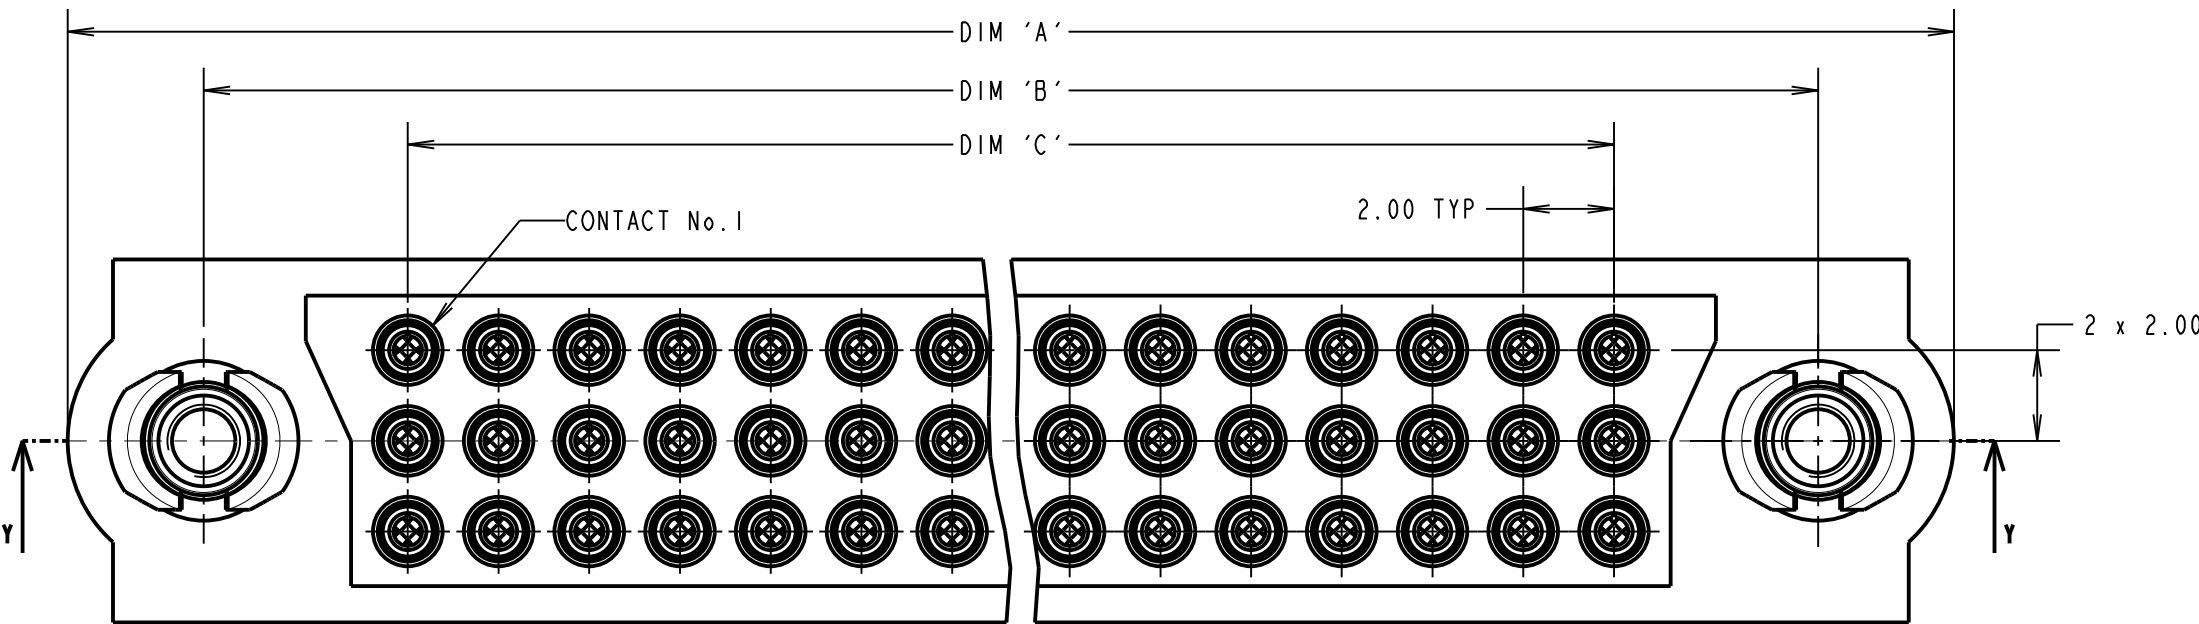 DIM 'A'
DIM 'B'
DIM 'C'
2.00 TYP
CONTACT No.1
2 x 2.00
Y
Y